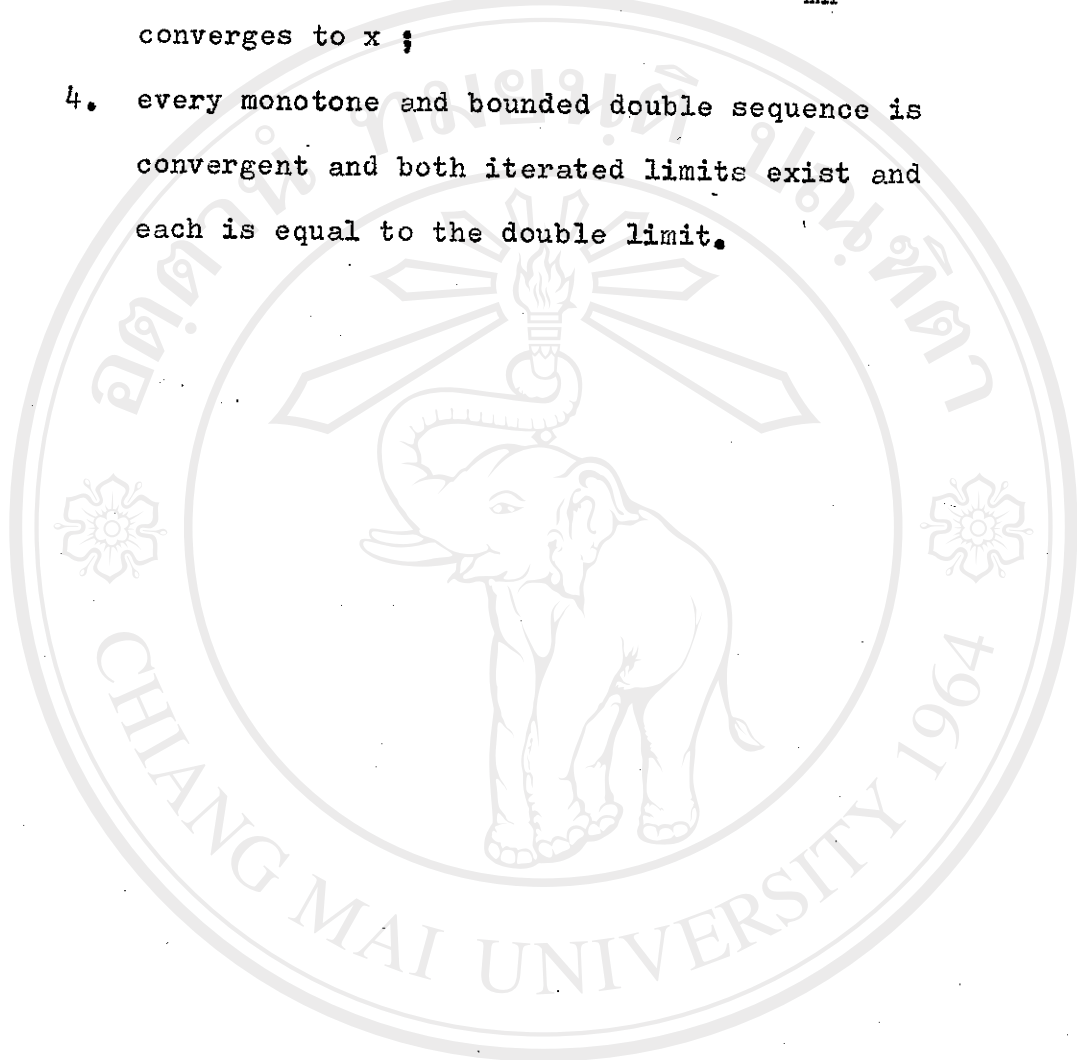 converges to x ;
4. every monotone and bounded double sequence is
convergent and both iterated limits exist and
each is equal to the double limit.
CHIANG MAI UNIVERSITY 1964